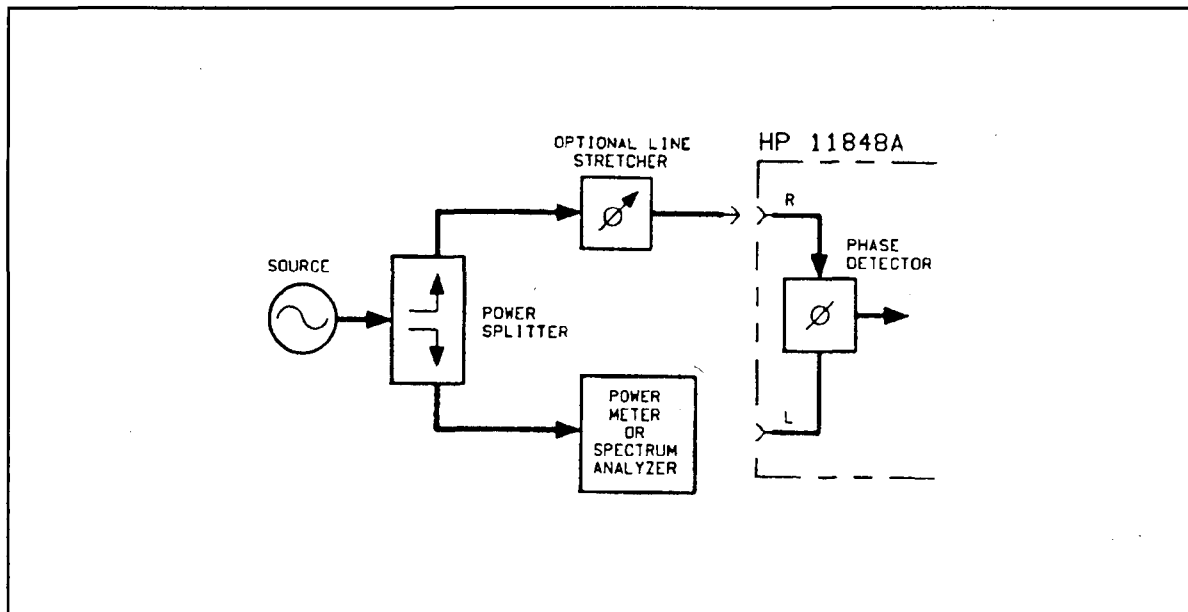 OPTIONAL LINE
STRETCHER
HP 11848A
R
PHASE
DETECTOR
SOURCE
POWER
SPLITTER
POWER
METER
OR
SPECTRUM
ANALYZER
L